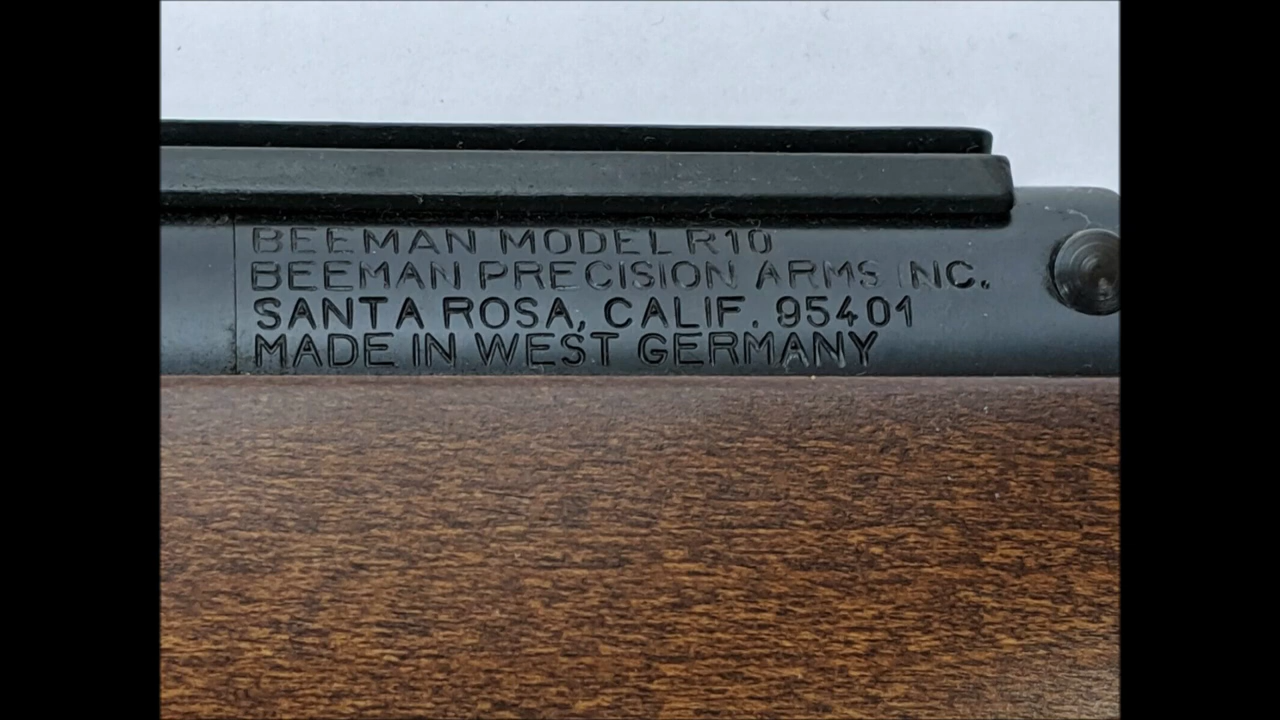 BEEMAN MODEL R10
BEEMAN PRECISION ARMS INC.
SANTA ROSA, CALIF. 95401
MADE IN WEST GERMANY